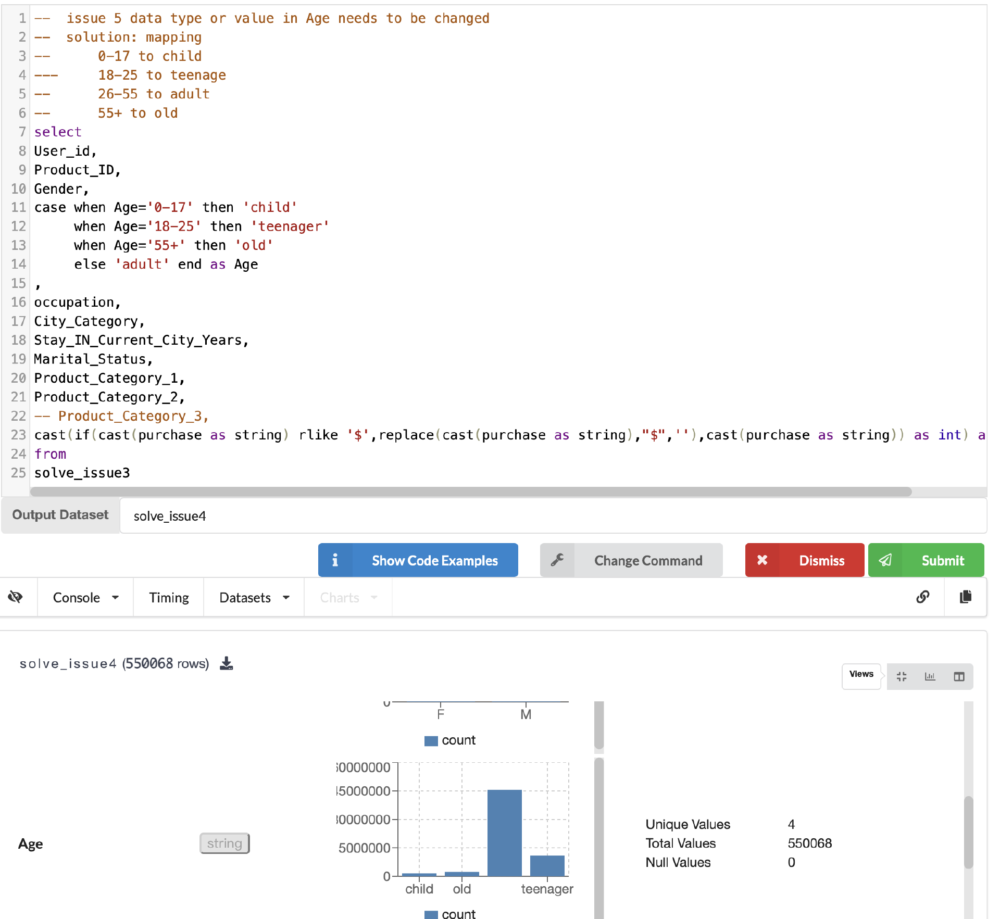 1 --  issue 5 data type or value in Age needs to be changed
2 --  solution: mapping
3 --      0-17 to child
4 ---     18-25 to teenage
5 --      26-55 to adult
6 --      55+ to old
7 select
8 User_id,
9 Product_ID,
10 Gender,
11 case when Age='0-17' then 'child'
12      when Age='18-25' then 'teenager'
13      when Age='55+' then 'old'
14      else 'adult' end as Age
15 ,
16 occupation,
17 City_Category,
18 Stay_IN_Current_City_Years,
19 Marital_Status,
20 Product_Category_1,
21 Product_Category_2,
22 -- Product_Category_3,
23 cast(if(cast(purchase as string) rlike '$',replace(cast(purchase as string),"$",''),cast(purchase as string)) as int) a
24 from
25 solve_issue3
Output Dataset solve_issue4
Show Code Examples Change Command Dismiss Submit
Console Timing Datasets Charts
solve_issue4 (550068 rows)
Views
0
F M
count
0000000
5000000
0000000
5000000
0
child old teenager
count
Age string
Unique Values 4
Total Values 550068
Null Values 0